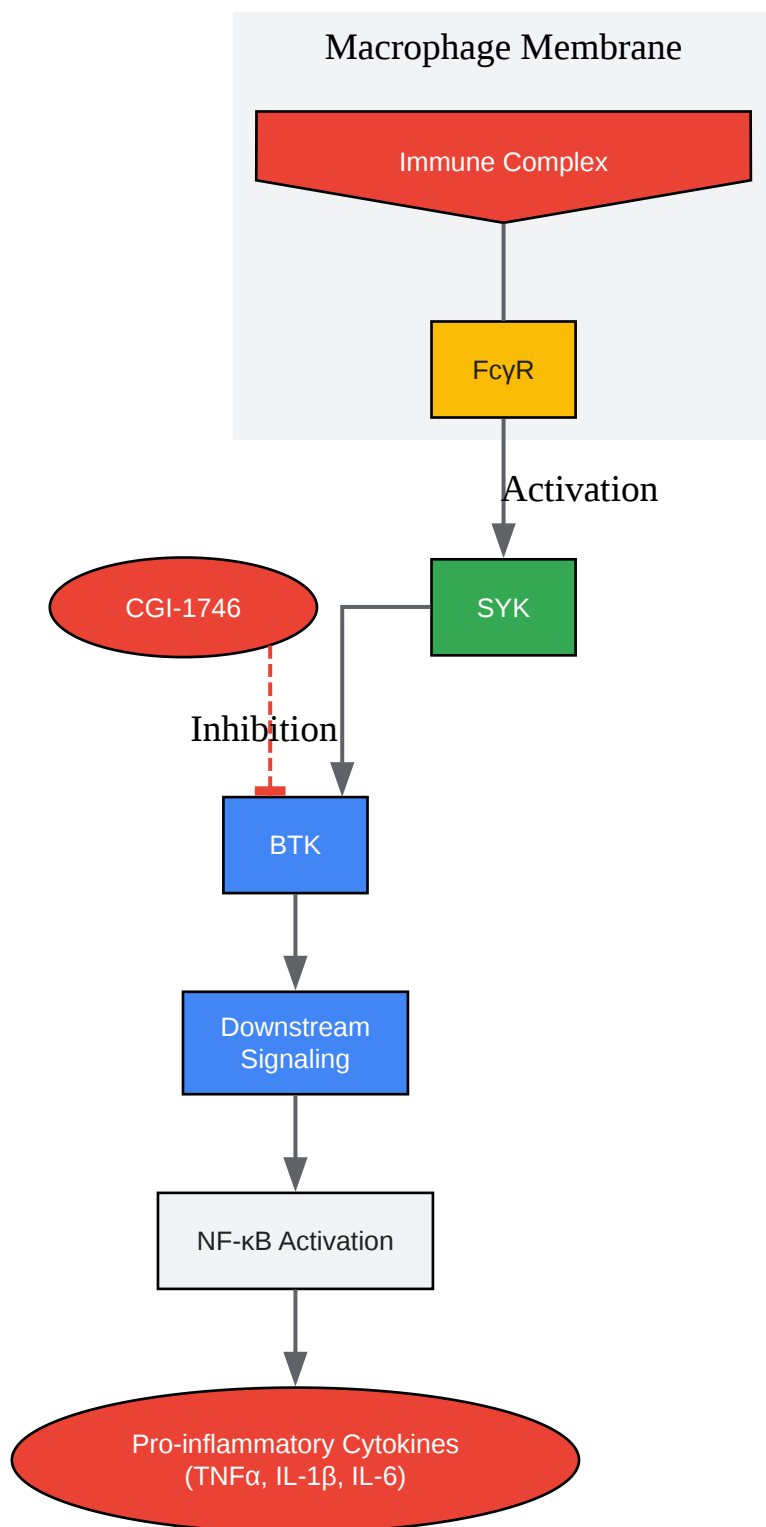 Macrophage Membrane
Immune Complex
FcγR
Activation
CGI-1746
SYK
Inhibition
BTK
Downstream
Signaling
NF-κB Activation
Pro-inflammatory Cytokines
(TNFα, IL-1β, IL-6)